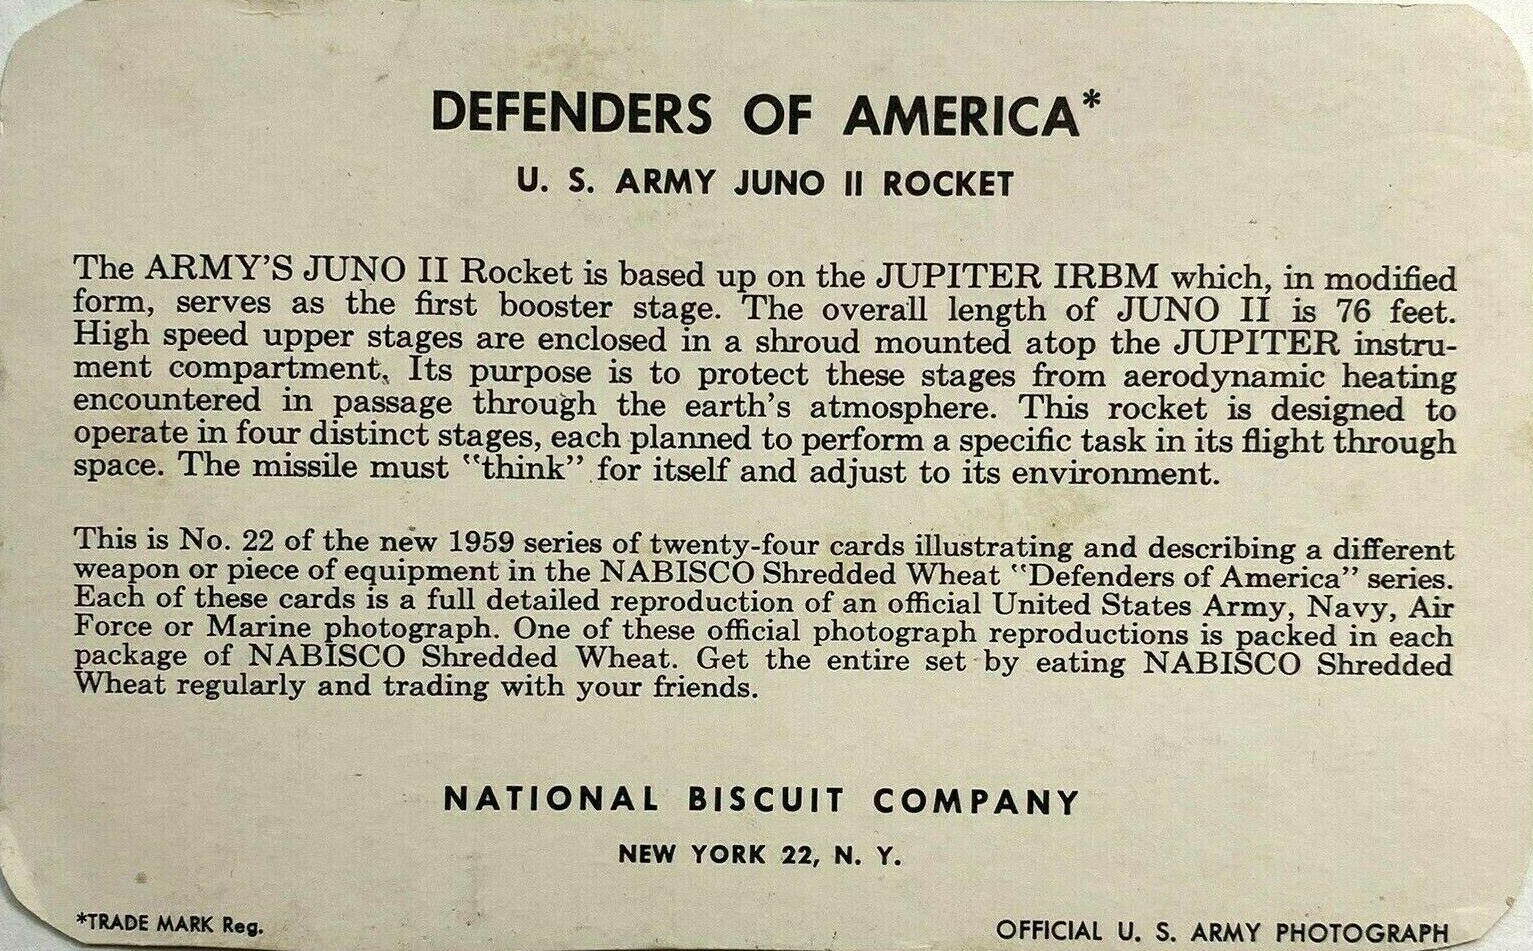 DEFENDERS OF AMERICA*
U. S. ARMY JUNO II ROCKET
The ARMY'S JUNO II Rocket is based up on the JUPITER IRBM which, in modified
form, serves as the first booster stage. The overall length of JUNO II is 76 feet.
High speed upper stages are enclosed in a shroud mounted atop the JUPITER instru-
ment compartment. Its purpose is to protect these stages from aerodynamic heating
encountered in passage through the earth's atmosphere. This rocket is designed to
operate in four distinct stages, each planned to perform a specific task in its flight through
space. The missile must "think" for itself and adjust to its environment.
This is No. 22 of the new 1959 series of twenty-four cards illustrating and describing a different
weapon or piece of equipment in the NABISCO Shredded Wheat "Defenders of America" series.
Each of these cards is a full detailed reproduction of an official United States Army, Navy, Air
Force or Marine photograph. One of these official photograph reproductions is packed in each
package of NABISCO Shredded Wheat. Get the entire set by eating NABISCO Shredded
Wheat regularly and trading with your friends.
NATIONAL BISCUIT COMPANY
NEW YORK 22, N. Y.
*TRADE MARK Reg.
OFFICIAL U. S. ARMY PHOTOGRAPH